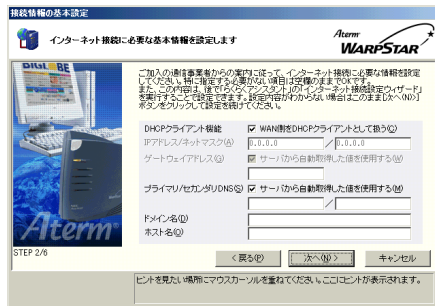 接続情報の基本設定
インターネット接続に必要な基本情報を設定します
Aterm
WARPSTAR
BIGLOBE
ご加入の通信事業者からの案内に従って、インターネット接続に必要な情報を設定
してください。特に指定する必要がない項目は空欄のままでOKです。
また、この内容は、後で「らくらくアシスタント」の「インターネット接続設定ウィザード」
を実行することで設定できます。設定内容がわからない場合はこのまま[次へ(N)>]
ボタンをクリックして設定を続けてください。
DHCPクライアント機能 WAN側をDHCPクライアントとして扱う(C)
IPアドレス/ネットマスク(A) 0.0.0.0 / 0.0.0.0
ゲートウェイアドレス(G) サーバから自動取得した値を使用する(W)
プライマリ/セカンダリDNS(S) サーバから自動取得した値を使用する(M)
/
ドメイン名(D)
ホスト名(O)
Aterm
STEP 2/6
< 戻る(P) 次へ(N) > キャンセル
ヒントを見たい場所にマウスカーソルを重ねてください。ここにヒントが表示されます。